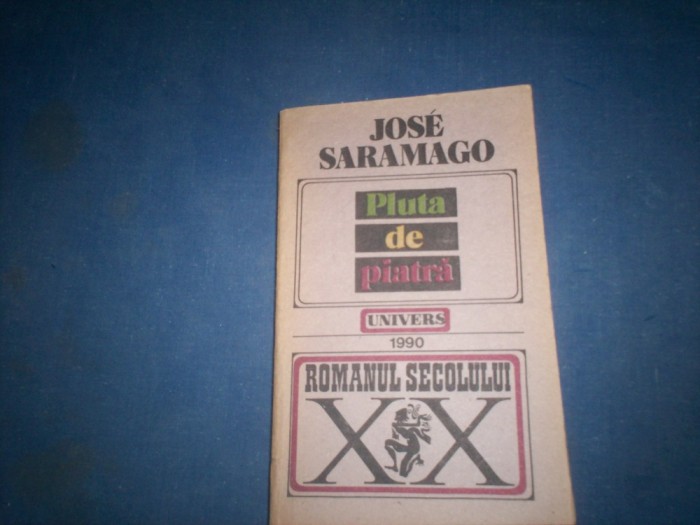 JOSÉ
SARAMAGO
Pluta
de
piatră
UNIVERS
1990
ROMANUL SECOLULUI
XX